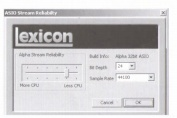 ASIO Stream Reliability
lexicon
Alpha Stream Reliability
Build Info: Alpha 32Bit ASIO
Bit Depth 24
Sample Rate 44100
More CPU Less CPU
Cancel OK